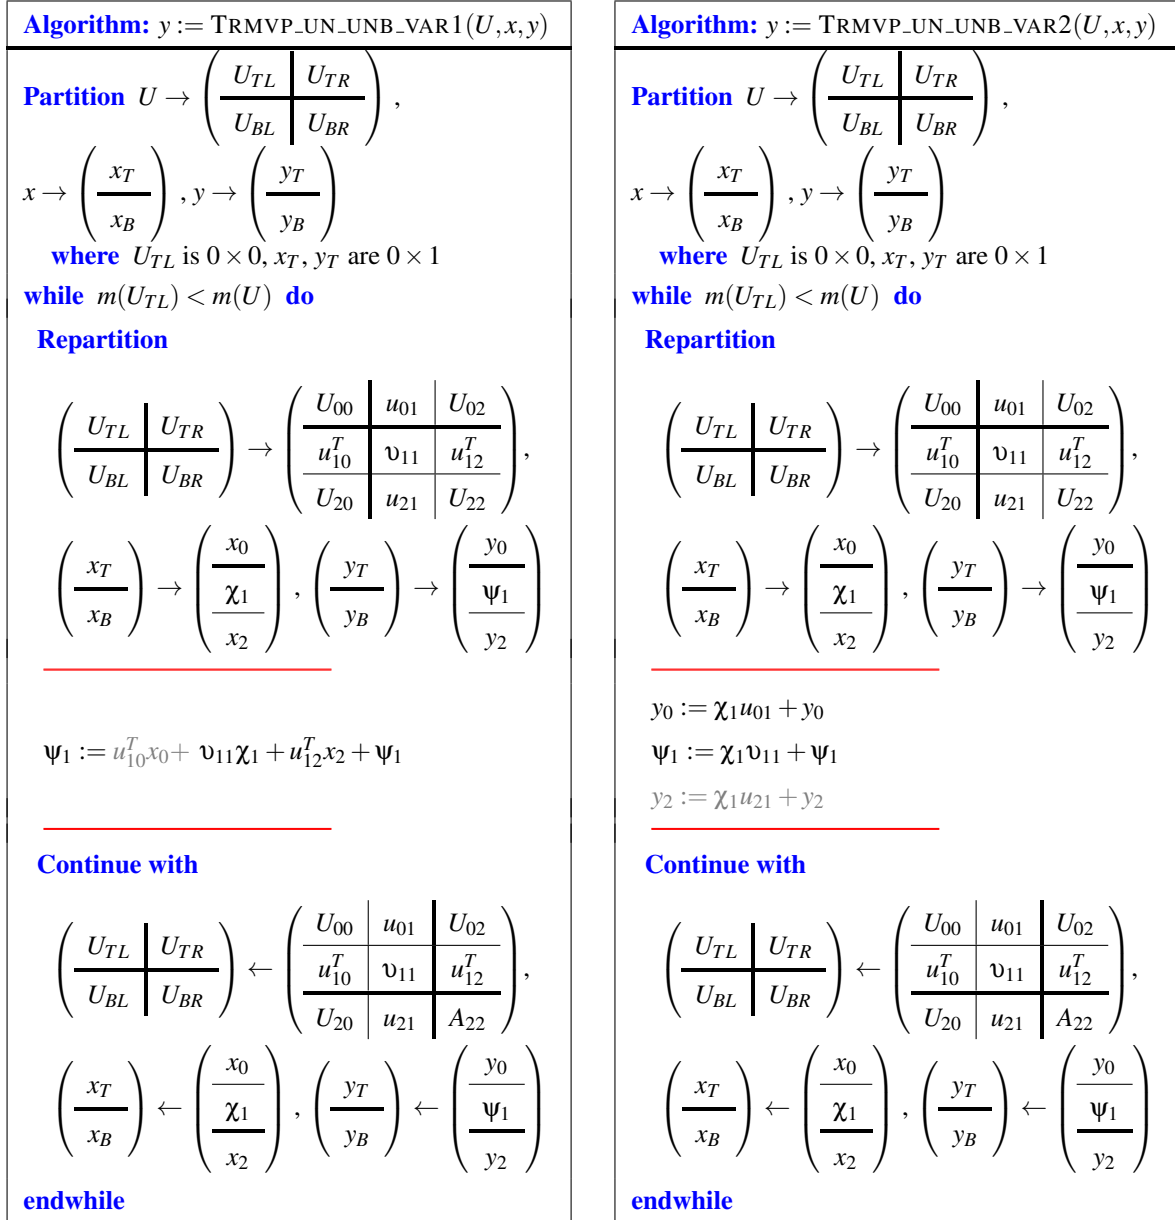 Algorithm: y := TRMVP_UN_UNB_VAR1(U,x,y)
Partition U → ( U_TL | U_TR ; U_BL | U_BR ) ,
x → ( x_T ; x_B ) , y → ( y_T ; y_B )
where U_TL is 0 × 0, x_T, y_T are 0 × 1
while m(U_TL) < m(U) do
Repartition
( U_TL | U_TR ; U_BL | U_BR ) → ( U_00 | u_01 | U_02 ; u_10^T | υ_11 | u_12^T ; U_20 | u_21 | U_22 ) ,
( x_T ; x_B ) → ( x_0 ; χ_1 ; x_2 ) , ( y_T ; y_B ) → ( y_0 ; ψ_1 ; y_2 )
ψ_1 := u_10^T x_0 + υ_11 χ_1 + u_12^T x_2 + ψ_1
Continue with
( U_TL | U_TR ; U_BL | U_BR ) ← ( U_00 | u_01 | U_02 ; u_10^T | υ_11 | u_12^T ; U_20 | u_21 | A_22 ) ,
( x_T ; x_B ) ← ( x_0 ; χ_1 ; x_2 ) , ( y_T ; y_B ) ← ( y_0 ; ψ_1 ; y_2 )
endwhile
Algorithm: y := TRMVP_UN_UNB_VAR2(U,x,y)
Partition U → ( U_TL | U_TR ; U_BL | U_BR ) ,
x → ( x_T ; x_B ) , y → ( y_T ; y_B )
where U_TL is 0 × 0, x_T, y_T are 0 × 1
while m(U_TL) < m(U) do
Repartition
( U_TL | U_TR ; U_BL | U_BR ) → ( U_00 | u_01 | U_02 ; u_10^T | υ_11 | u_12^T ; U_20 | u_21 | U_22 ) ,
( x_T ; x_B ) → ( x_0 ; χ_1 ; x_2 ) , ( y_T ; y_B ) → ( y_0 ; ψ_1 ; y_2 )
y_0 := χ_1 u_01 + y_0
ψ_1 := χ_1 υ_11 + ψ_1
y_2 := χ_1 u_21 + y_2
Continue with
( U_TL | U_TR ; U_BL | U_BR ) ← ( U_00 | u_01 | U_02 ; u_10^T | υ_11 | u_12^T ; U_20 | u_21 | A_22 ) ,
( x_T ; x_B ) ← ( x_0 ; χ_1 ; x_2 ) , ( y_T ; y_B ) ← ( y_0 ; ψ_1 ; y_2 )
endwhile